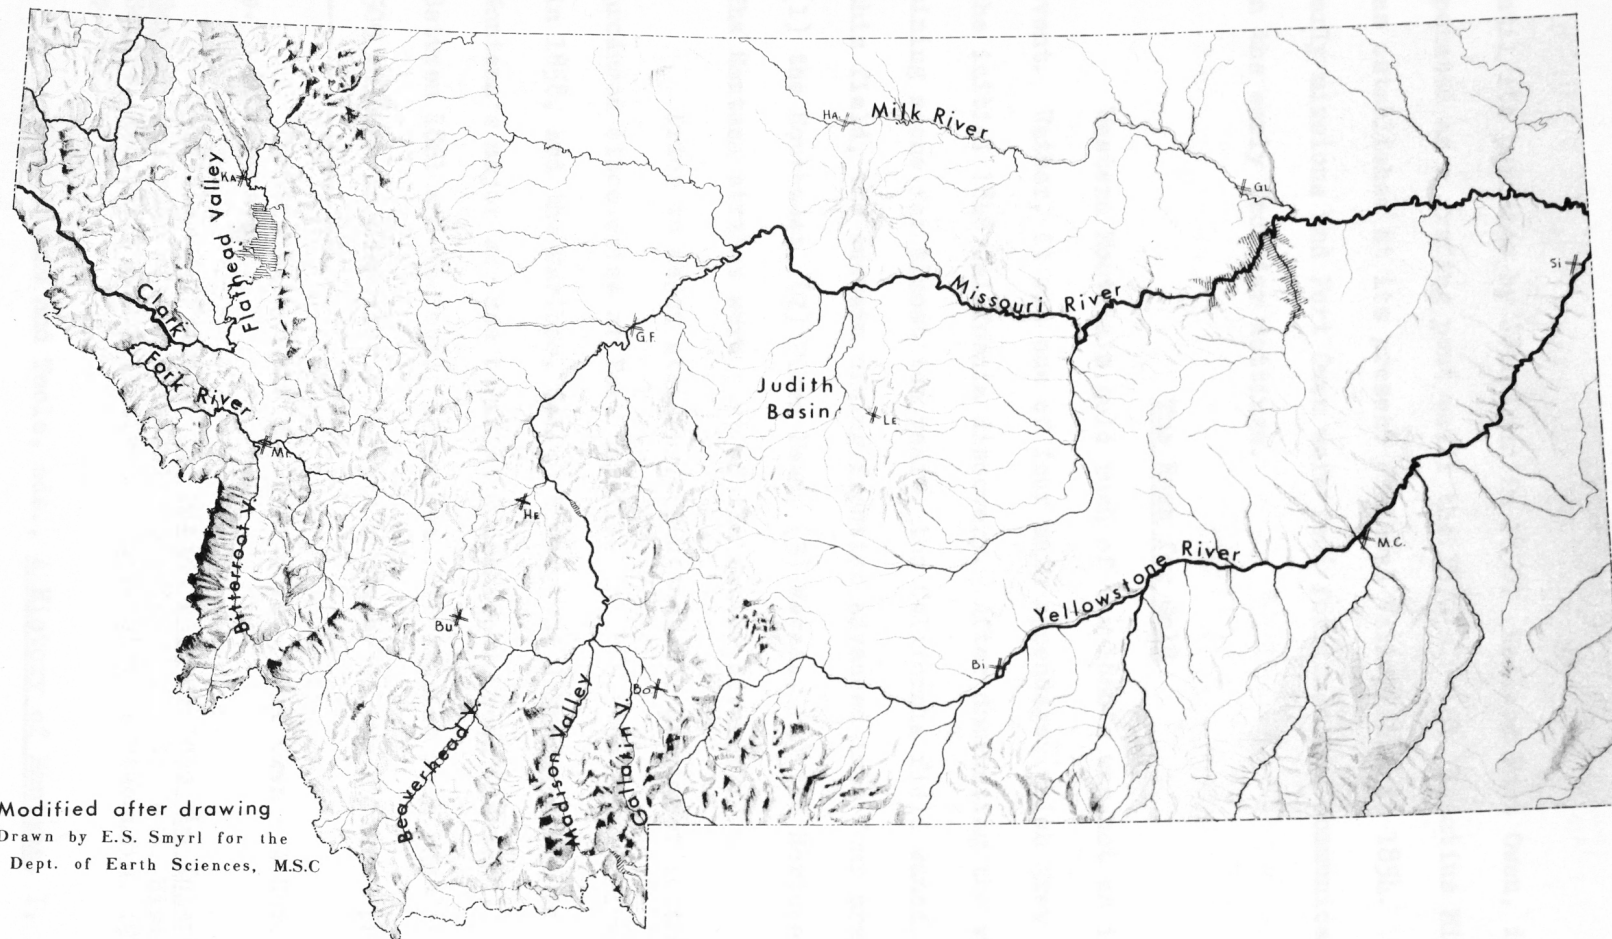 HA.
Milk River
KA
Flathead Valley
GL.
Si
Clark
Fork River
Missouri River
G.F.
Judith
Basin
LE
Mi.
HE
Bitterroot V.
M.C.
Yellowstone River
Bu
Bi
Bo
Beaverhead V.
Madison Valley
Gallatin V.
Modified after drawing
Drawn by E.S. Smyrl for the
Dept. of Earth Sciences, M.S.C